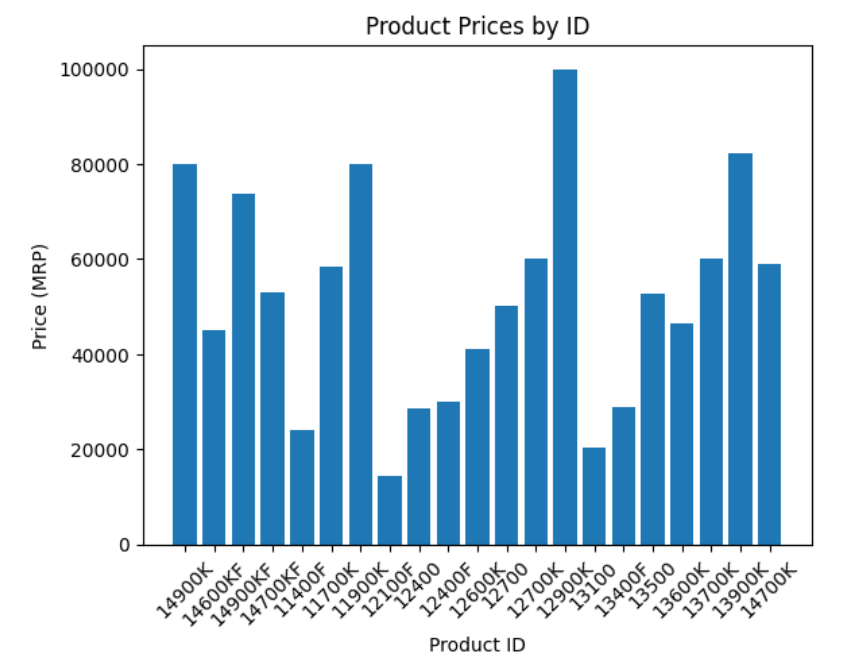 Product Prices by ID
Price (MRP)
100000
80000
60000
40000
20000
0
14900K
14600KF
14900KF
14700KF
11400F
11700K
11900K
12100F
12400
12400F
12600K
12700
12700K
12900K
13100
13400F
13500
13600K
13700K
13900K
14700K
Product ID